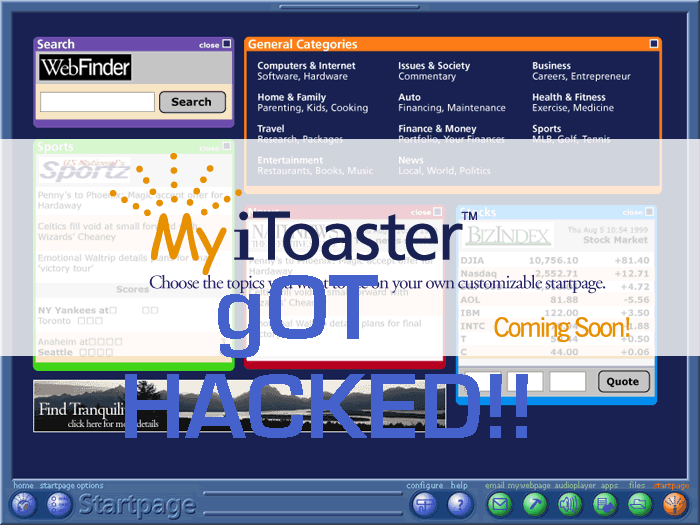 Search
close
WebFinder
Search
General Categories
Computers & Internet
Software, Hardware
Issues & Society
Commentary
Business
Careers, Entrepreneur
Home & Family
Parenting, Kids, Cooking
Auto
Financing, Maintenance
Health & Fitness
Exercise, Medicine
Travel
Research, Packages
Finance & Money
Portfolio, Your Finances
Sports
MLB, Golf, Tennis
Entertainment
Restaurants, Books, Music
News
Local, World, Politics
Sports
close
Sportz
Penny's to Phoenix: Magic accept offer for
Hardaway
Celtics fill void at small forward with
Wizards' Cheaney
Emotional Waltrip details plans for final
'victory tour'
Scores
NY Yankees at
Toronto
Anaheim at
Seattle
close
Penny's to Phoenix: Magic accept offer for
Hardaway
Wizards' Cheaney
Emotional Waltrip details plans for final
'victory tour'
Stocks
close
BizIndex
Thu Aug 5 10:54 1999
Stock Market
DJIA 10,756.10 +81.40
Nasdaq 2,552.71 +12.71
+4.72
AOL 81.88 -5.56
IBM 122.00 +3.50
INTC +1.88
T +0.50
C 44.00 +0.06
Quote
My iToaster™
Choose the topics you want to see on your own customizable startpage.
Coming Soon!
gOT
HACKED!!
Find Tranquili
click here for more details
home startpage options
Startpage
configure help
email mywebpage audioplayer apps files startpage